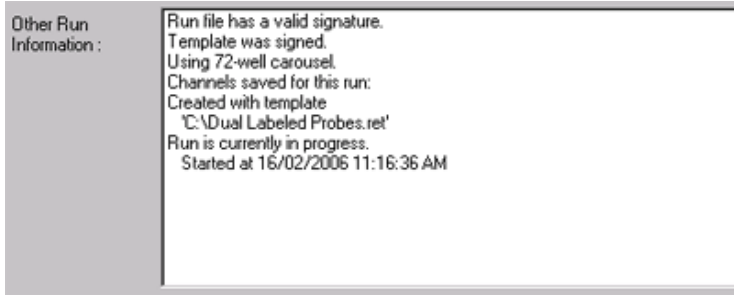 Other Run
Information :
Run file has a valid signature.
Template was signed.
Using 72-well carousel.
Channels saved for this run:
Created with template
'C:\Dual Labeled Probes.ret'
Run is currently in progress.
Started at 16/02/2006 11:16:36 AM